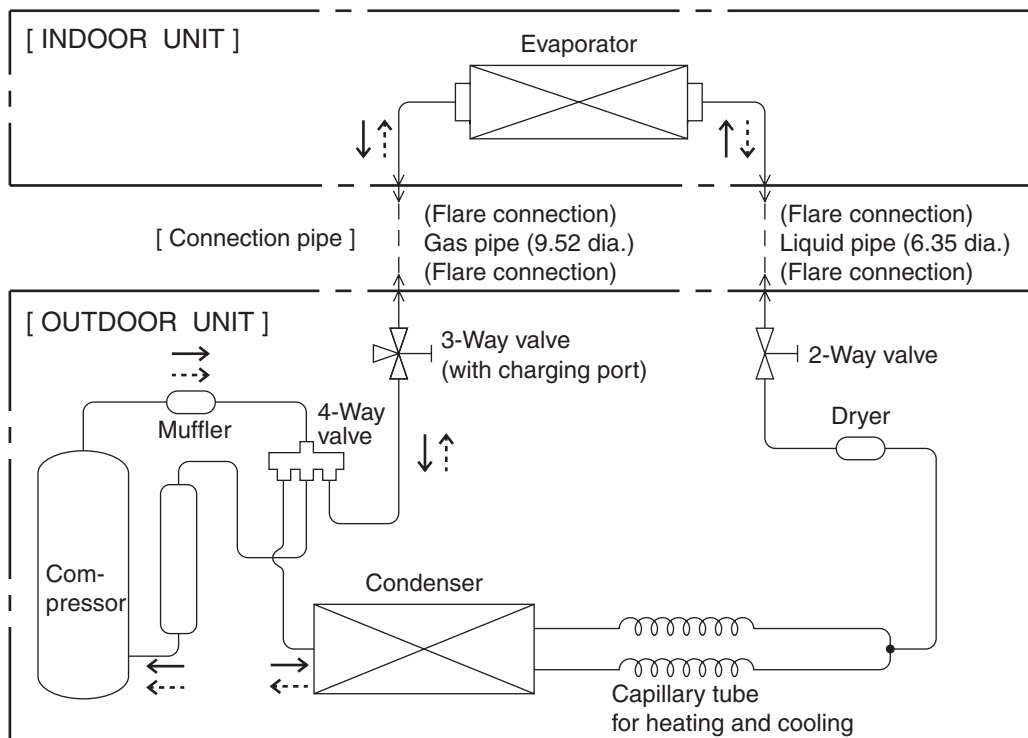 [ INDOOR UNIT ]
Evaporator
[ Connection pipe ]
(Flare connection)
Gas pipe (9.52 dia.)
(Flare connection)
(Flare connection)
Liquid pipe (6.35 dia.)
(Flare connection)
[ OUTDOOR UNIT ]
3-Way valve
(with charging port)
2-Way valve
Muffler
4-Way
valve
Dryer
Com-
pressor
Condenser
Capillary tube
for heating and cooling